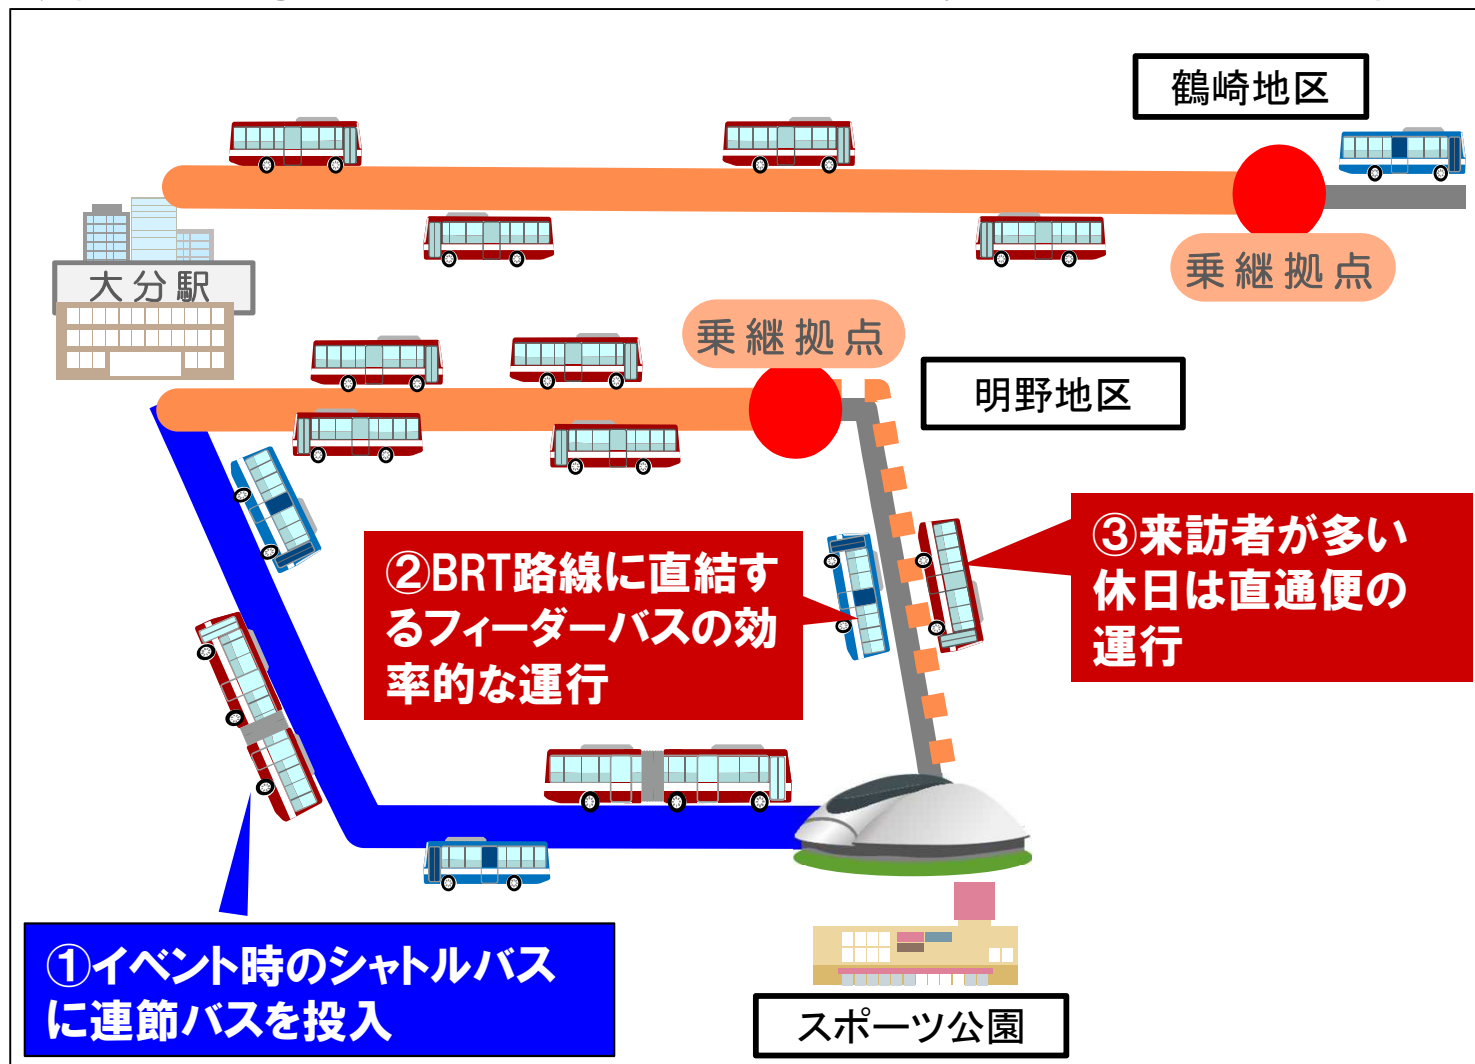 鶴崎地区
乗継拠点
大分駅
乗継拠点
明野地区
②BRT路線に直結す
るフィーダーバスの効
率的な運行
③来訪者が多い
休日は直通便の
運行
①イベント時のシャトルバス
に連節バスを投入
スポーツ公園